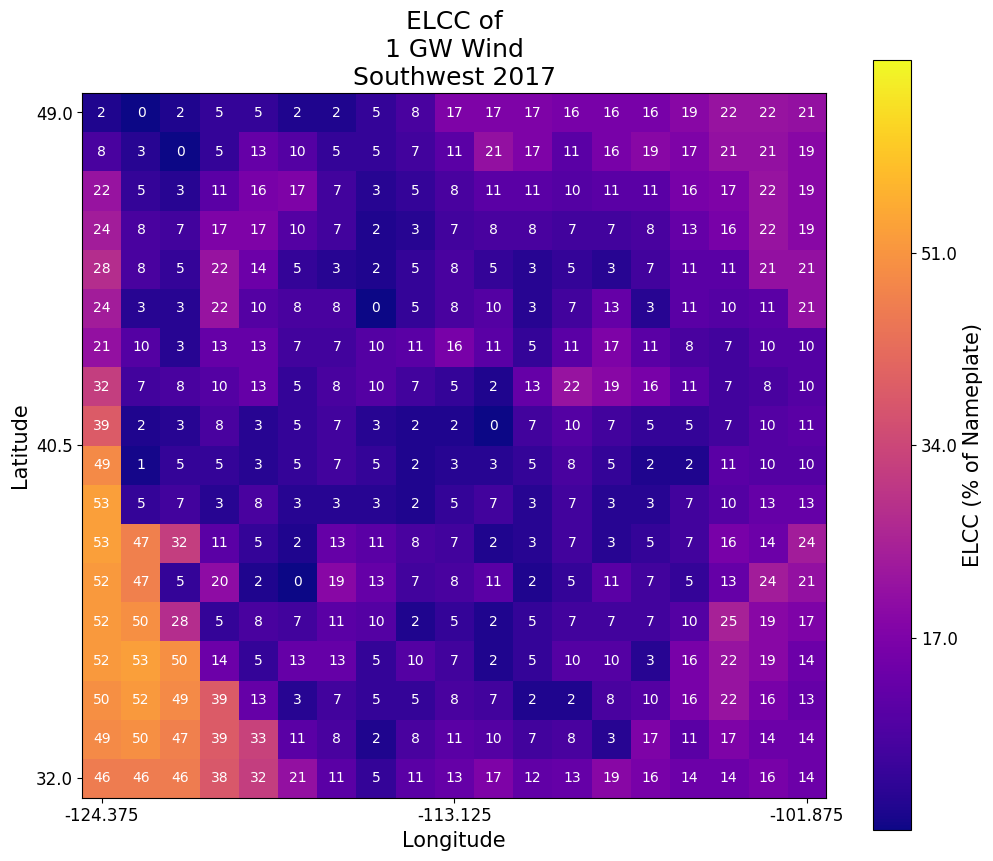 ELCC of
1 GW Wind
Southwest 2017
49.0 2 0 2 5 5 2 2 5 8 17 17 17 16 16 16 19 22 22 21
8 3 0 5 13 10 5 5 7 11 21 17 11 16 19 17 21 21 19
22 5 3 11 16 17 7 3 5 8 11 11 10 11 11 16 17 22 19
24 8 7 17 17 10 7 2 3 7 8 8 7 7 8 13 16 22 19
28 8 5 22 14 5 3 2 5 8 5 3 5 3 7 11 11 21 21
24 3 3 22 10 8 8 0 5 8 10 3 7 13 3 11 10 11 21
21 10 3 13 13 7 7 10 11 16 11 5 11 17 11 8 7 10 10
32 7 8 10 13 5 8 10 7 5 2 13 22 19 16 11 7 8 10
39 2 3 8 3 5 7 3 2 2 0 7 10 7 5 5 7 10 11
40.5 49 1 5 5 3 5 7 5 2 3 3 5 8 5 2 2 11 10 10
53 5 7 3 8 3 3 3 2 5 7 3 7 3 3 7 10 13 13
53 47 32 11 5 2 13 11 8 7 2 3 7 3 5 7 16 14 24
52 47 5 20 2 0 19 13 7 8 11 2 5 11 7 5 13 24 21
52 50 28 5 8 7 11 10 2 5 2 5 7 7 7 10 25 19 17
52 53 50 14 5 13 13 5 10 7 2 5 10 10 3 16 22 19 14
50 52 49 39 13 3 7 5 5 8 7 2 2 8 10 16 22 16 13
49 50 47 39 33 11 8 2 8 11 10 7 8 3 17 11 17 14 14
32.0 46 46 46 38 32 21 11 5 11 13 17 12 13 19 16 14 14 16 14
-124.375 -113.125 -101.875
Longitude
Latitude
51.0
34.0
17.0
ELCC (% of Nameplate)